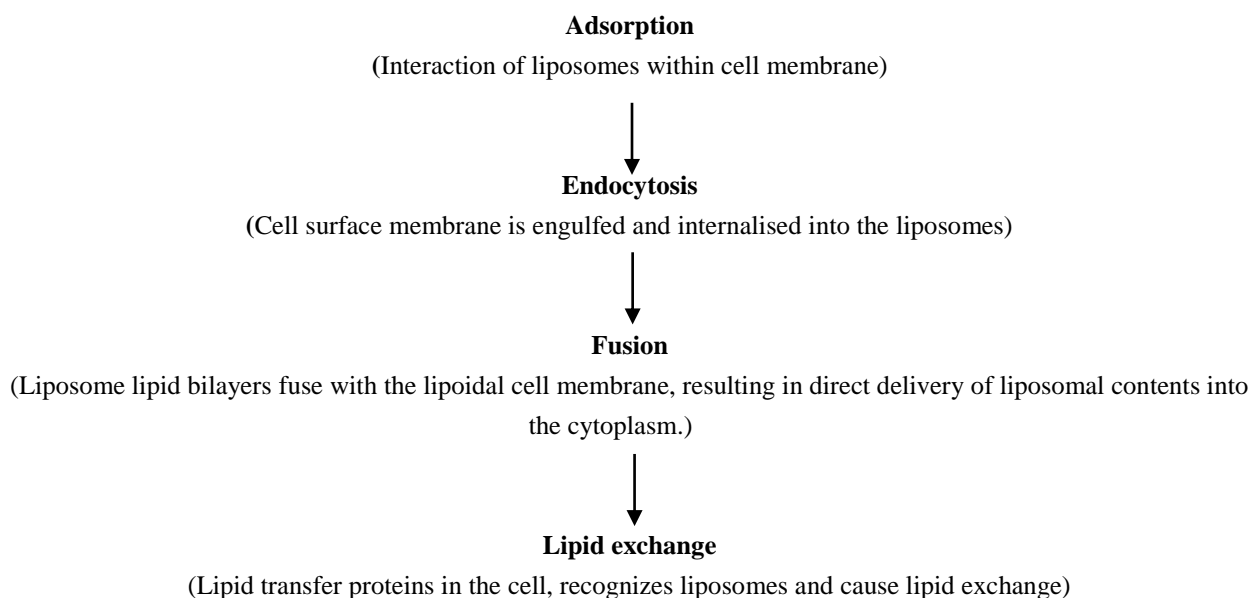 Adsorption
(Interaction of liposomes within cell membrane)
Endocytosis
(Cell surface membrane is engulfed and internalised into the liposomes)
Fusion
(Liposome lipid bilayers fuse with the lipoidal cell membrane, resulting in direct delivery of liposomal contents into
the cytoplasm.)
Lipid exchange
(Lipid transfer proteins in the cell, recognizes liposomes and cause lipid exchange)